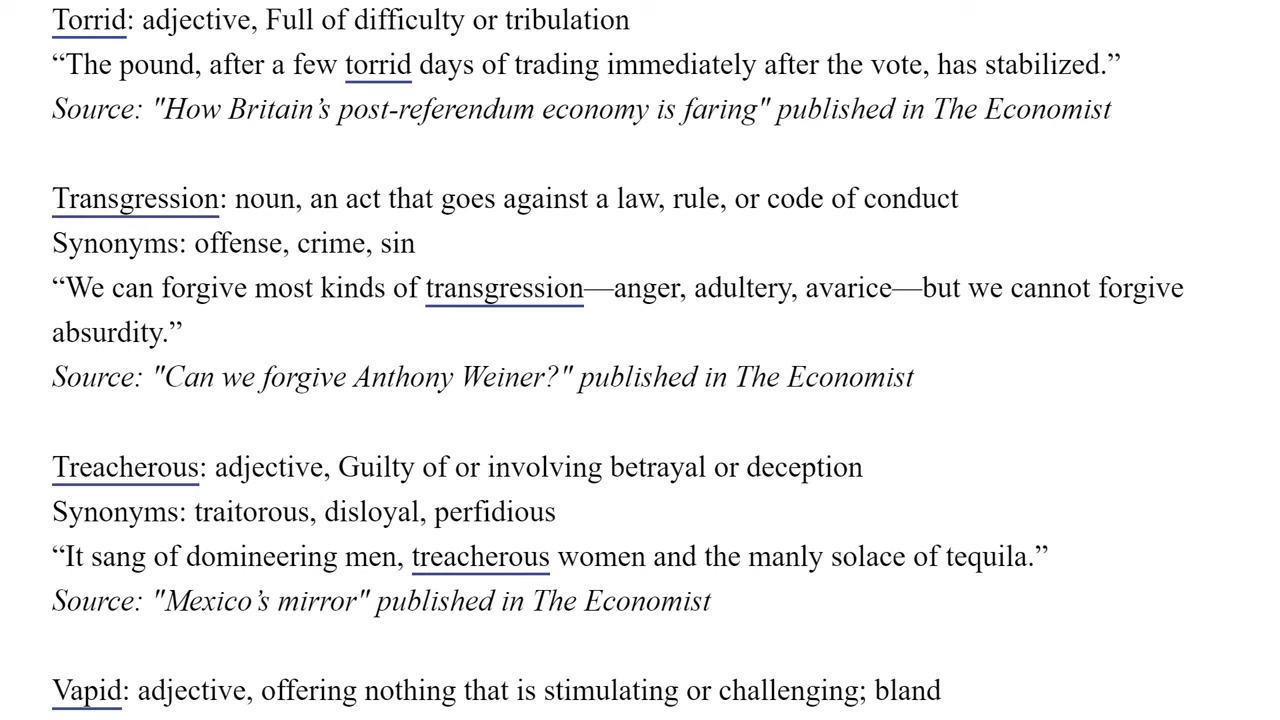 Torrid: adjective, Full of difficulty or tribulation
“The pound, after a few torrid days of trading immediately after the vote, has stabilized.”
Source: "How Britain’s post-referendum economy is faring" published in The Economist
Transgression: noun, an act that goes against a law, rule, or code of conduct
Synonyms: offense, crime, sin
“We can forgive most kinds of transgression—anger, adultery, avarice—but we cannot forgive
absurdity.”
Source: "Can we forgive Anthony Weiner?" published in The Economist
Treacherous: adjective, Guilty of or involving betrayal or deception
Synonyms: traitorous, disloyal, perfidious
“It sang of domineering men, treacherous women and the manly solace of tequila.”
Source: "Mexico’s mirror" published in The Economist
Vapid: adjective, offering nothing that is stimulating or challenging; bland